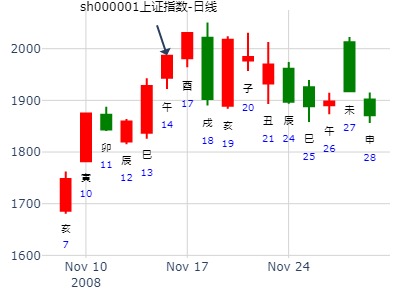 sh000001上证指数-日线
2000
1900
1800
1700
1600
亥
7
寅
10
卯
11
辰
12
巳
13
午
14
酉
17
戌
18
亥
19
子
20
丑
21
辰
24
巳
25
午
26
未
27
申
28
Nov 10
2008
Nov 17
Nov 24